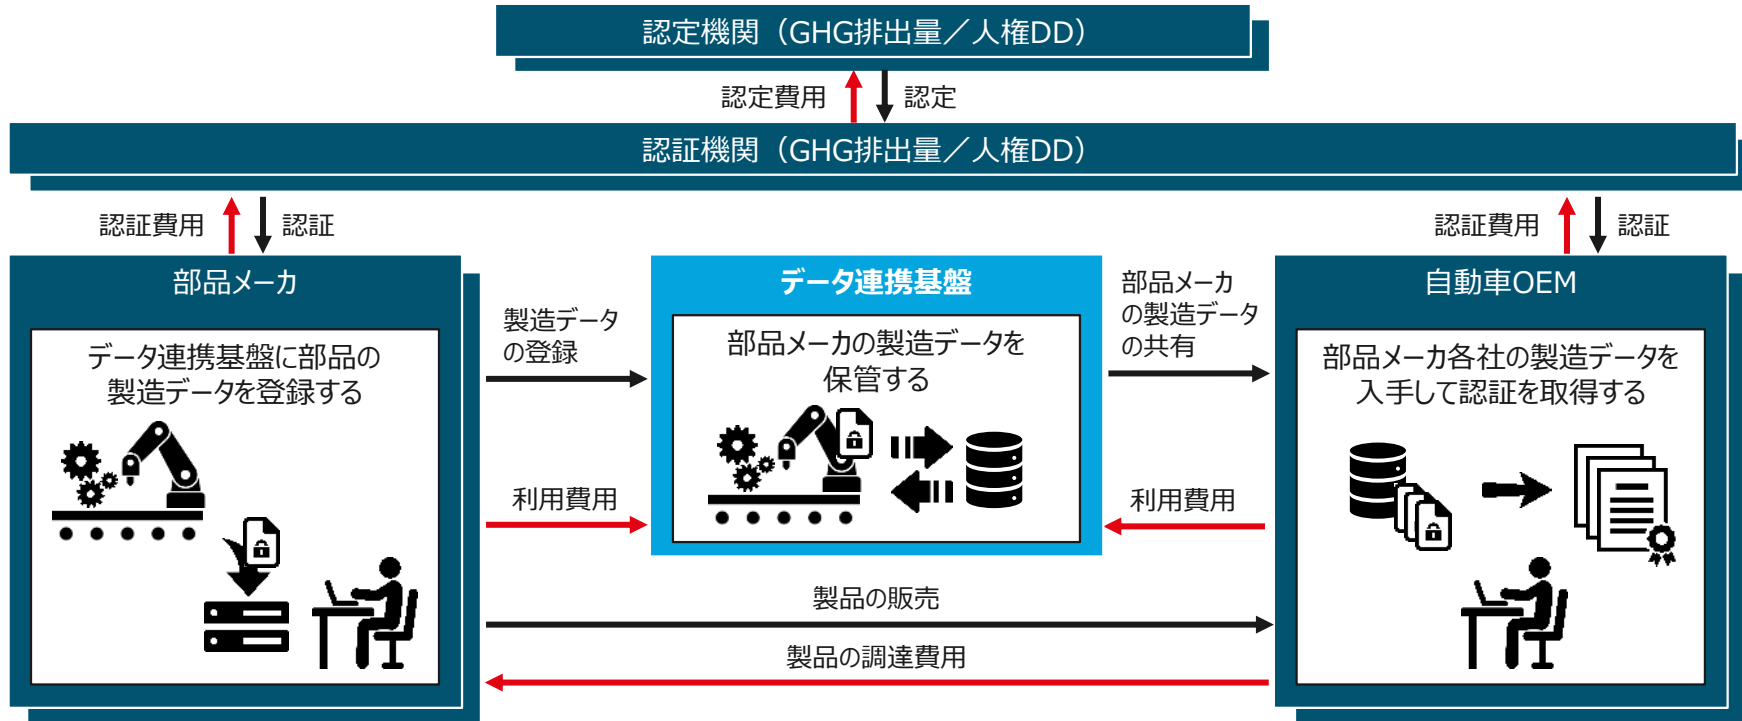 認定機関（GHG排出量／人権DD）
認定費用
認定
認証機関（GHG排出量／人権DD）
認証費用
認証
認証費用
認証
部品メーカ
データ連携基盤に部品の
製造データを登録する
製造データ
の登録
利用費用
データ連携基盤
部品メーカの製造データを
保管する
部品メーカ
の製造データ
の共有
利用費用
自動車OEM
部品メーカ各社の製造データを
入手して認証を取得する
製品の販売
製品の調達費用